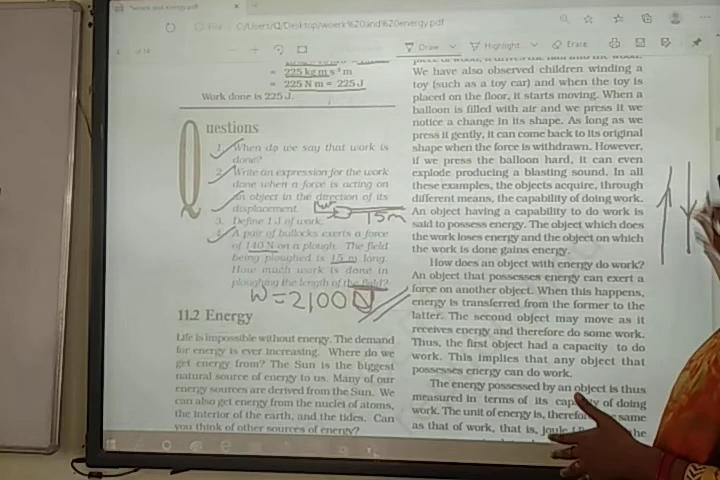 work and energy.pdf
File
C:/Users/Q/Desktop/woerk%20and%20energy.pdf
of 14
Draw
Highlight
Erase
= 225 kg m s⁻² m
= 225 N m = 225 J
Work done is 225 J.
Questions
1. When do we say that work is
done?
2. Write an expression for the work
done when a force is acting on
an object in the direction of its
displacement.
3. Define 1 J of work.
4. A pair of bullocks exerts a force
of 140 N on a plough. The field
being ploughed is 15 m long.
How much work is done in
ploughing the length of the field?
15m
W = 2100 J
11.2 Energy
Life is impossible without energy. The demand
for energy is ever increasing. Where do we
get energy from? The Sun is the biggest
natural source of energy to us. Many of our
energy sources are derived from the Sun. We
can also get energy from the nuclei of atoms,
the interior of the earth, and the tides. Can
you think of other sources of energy?
We have also observed children winding a
toy (such as a toy car) and when the toy is
placed on the floor, it starts moving. When a
balloon is filled with air and we press it we
notice a change in its shape. As long as we
press it gently, it can come back to its original
shape when the force is withdrawn. However,
if we press the balloon hard, it can even
explode producing a blasting sound. In all
these examples, the objects acquire, through
different means, the capability of doing work.
An object having a capability to do work is
said to possess energy. The object which does
the work loses energy and the object on which
the work is done gains energy.
How does an object with energy do work?
An object that possesses energy can exert a
force on another object. When this happens,
energy is transferred from the former to the
latter. The second object may move as it
receives energy and therefore do some work.
Thus, the first object had a capacity to do
work. This implies that any object that
possesses energy can do work.
The energy possessed by an object is thus
measured in terms of its capacity of doing
work. The unit of energy is, therefore same
as that of work, that is, joule